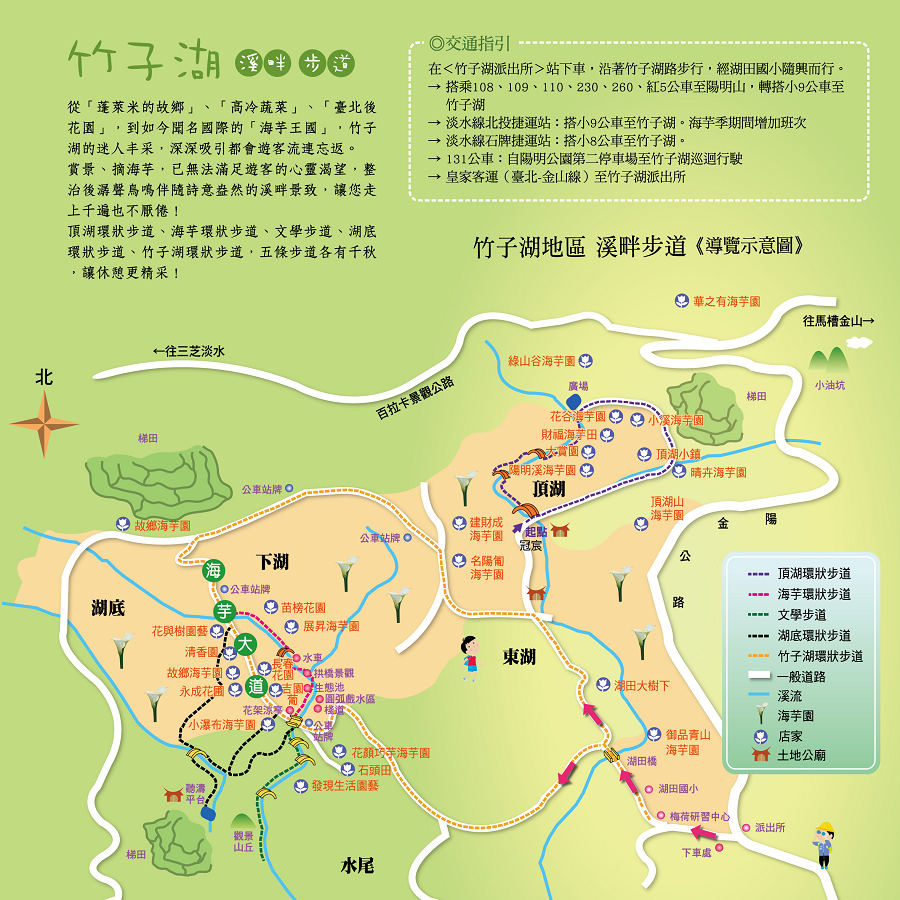 竹子湖 溪畔步道
從「蓬萊米的故鄉」、「高冷蔬菜」、「臺北後
花園」，到如今聞名國際的「海芋王國」，竹子
湖的迷人丰采，深深吸引都會遊客流連忘返。
賞景、摘海芋，已無法滿足遊客的心靈渴望，整
治後潺聲鳥鳴伴隨詩意盎然的溪畔景致，讓您走
上千遍也不厭倦！
頂湖環狀步道、海芋環狀步道、文學步道、湖底
環狀步道、竹子湖環狀步道，五條步道各有千秋
，讓休憩更精采！
◎交通指引
在＜竹子湖派出所＞站下車，沿著竹子湖路步行，經湖田國小隨興而行。
→ 搭乘108、109、110、230、260、紅5公車至陽明山，轉搭小9公車至
竹子湖
→ 淡水線北投捷運站：搭小9公車至竹子湖。海芋季期間增加班次
→ 淡水線石牌捷運站：搭小8公車至竹子湖。
→ 131公車：自陽明公園第二停車場至竹子湖巡迴行駛
→ 皇家客運（臺北-金山線）至竹子湖派出所
竹子湖地區 溪畔步道《導覽示意圖》
華之有海芋園
往馬槽金山→
←往三芝淡水
北
百拉卡景觀公路
綠山谷海芋園
小油坑
廣場
梯田
花谷海芋園
小溪海芋園
財福海芋田
大賞園
頂湖小鎮
陽明溪海芋園
晴卉海芋園
頂湖
梯田
公車站牌
故鄉海芋園
建財成
海芋園
頂湖山
海芋園
起點
冠宸
陽
金
公
路
公車站牌
名陽匍
海芋園
下湖
海
芋
大
道
公車站牌
湖底
苗榜花園
展昇海芋園
花與樹園藝
清香園
水車
長春
花園
拱橋景觀
故鄉海芋園
生態池
吉園
葡
永成花圃
圓弧戲水區
棧道
花架涼亭
小瀑布海芋園
公車
站牌
花顏巧芋海芋園
石頭田
發現生活園藝
聽濤
平台
觀景
山丘
梯田
水尾
東湖
湖田大樹下
御品青山
海芋園
湖田橋
湖田國小
梅荷研習中心
派出所
下車處
頂湖環狀步道
海芋環狀步道
文學步道
湖底環狀步道
竹子湖環狀步道
一般道路
溪流
海芋園
店家
土地公廟